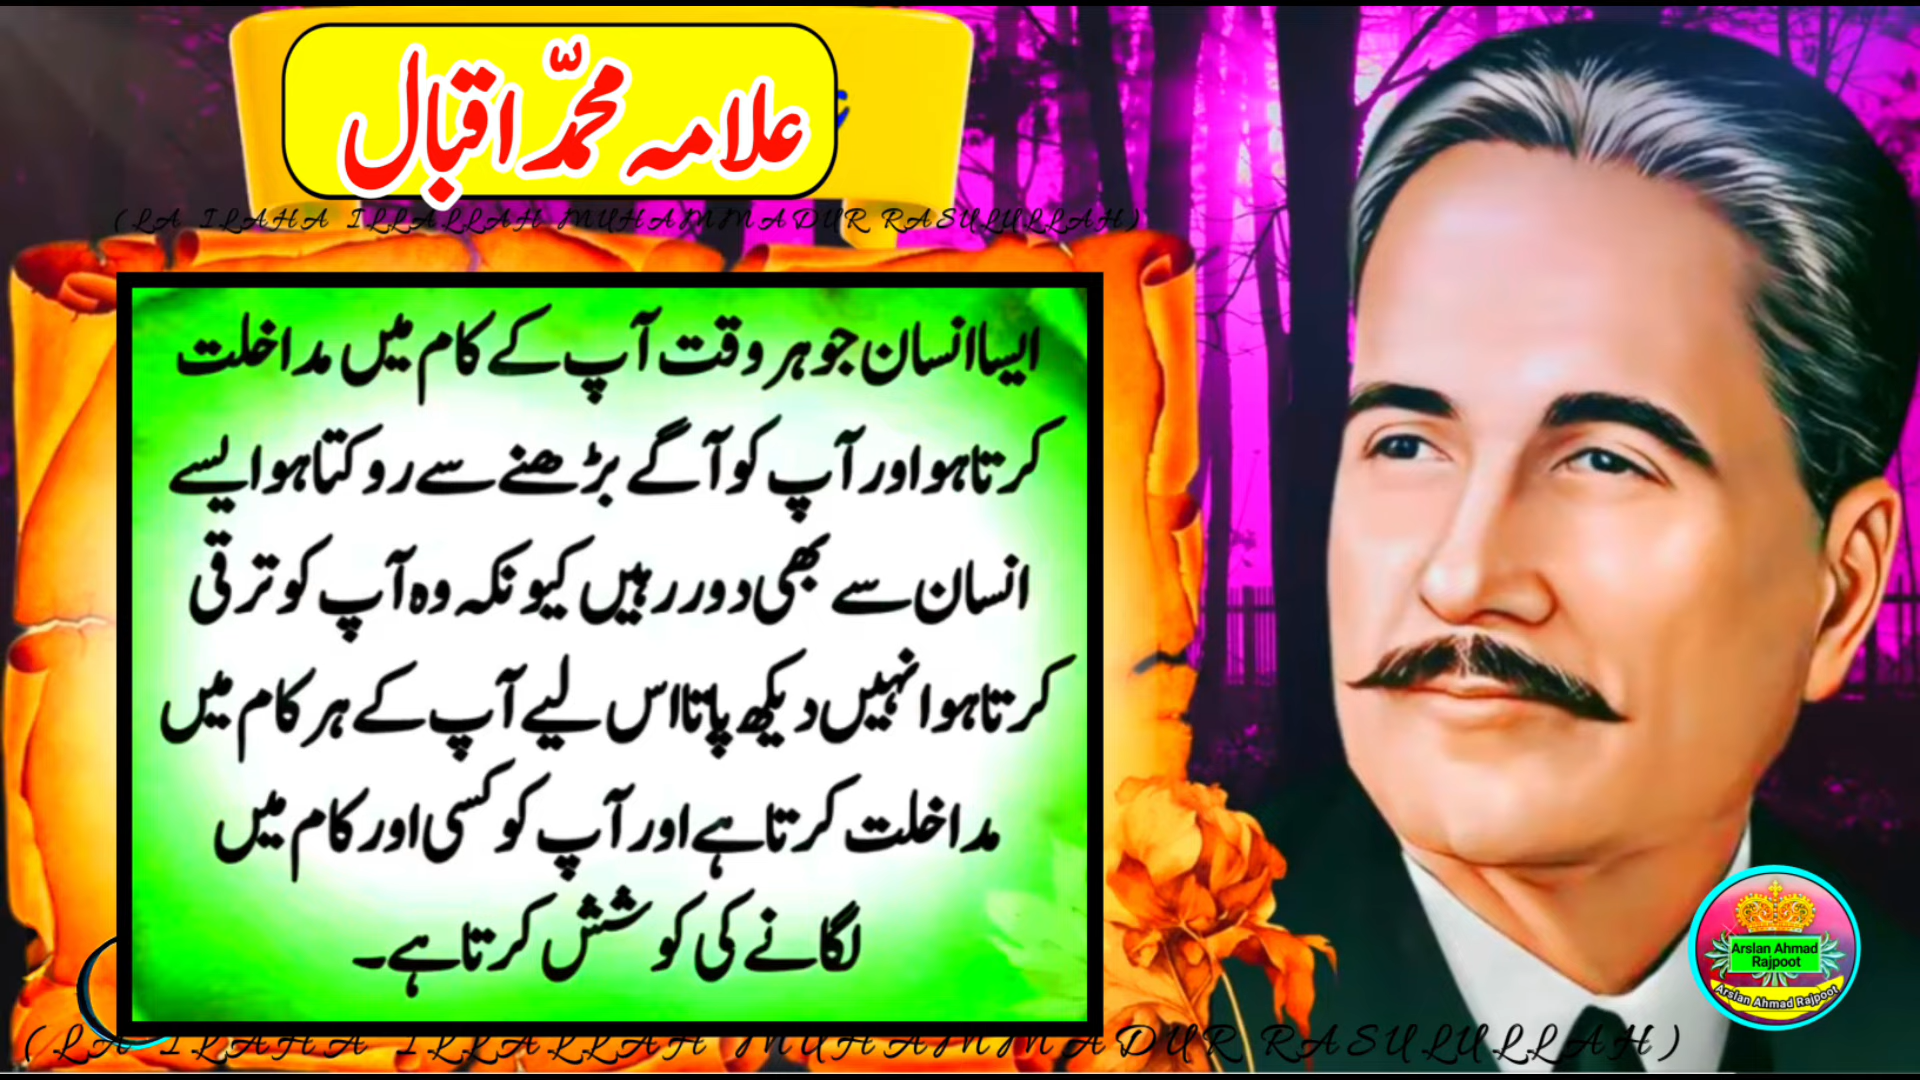 علامہ محمّد اقبال
(LA ILAHA ILLALLAH MUHAMMADUR RASULULLAH)
ایسا انسان جو ہر وقت آپ کے کام میں مداخلت
کرتا ہو اور آپ کو آگے بڑھنے سے روکتا ہو ایسے
انسان سے بھی دور رہیں کیونکہ وہ آپ کو ترقی
کرتا ہوا نہیں دیکھ پاتا اس لیے آپ کے ہر کام میں
مداخلت کرتا ہے اور آپ کو کسی اور کام میں
لگانے کی کوشش کرتا ہے۔
Arslan Ahmad
Rajpoot
Arslan Ahmad Rajpoot
(LA ILAHA ILLALLAH MUHAMMADUR RASULULLAH)